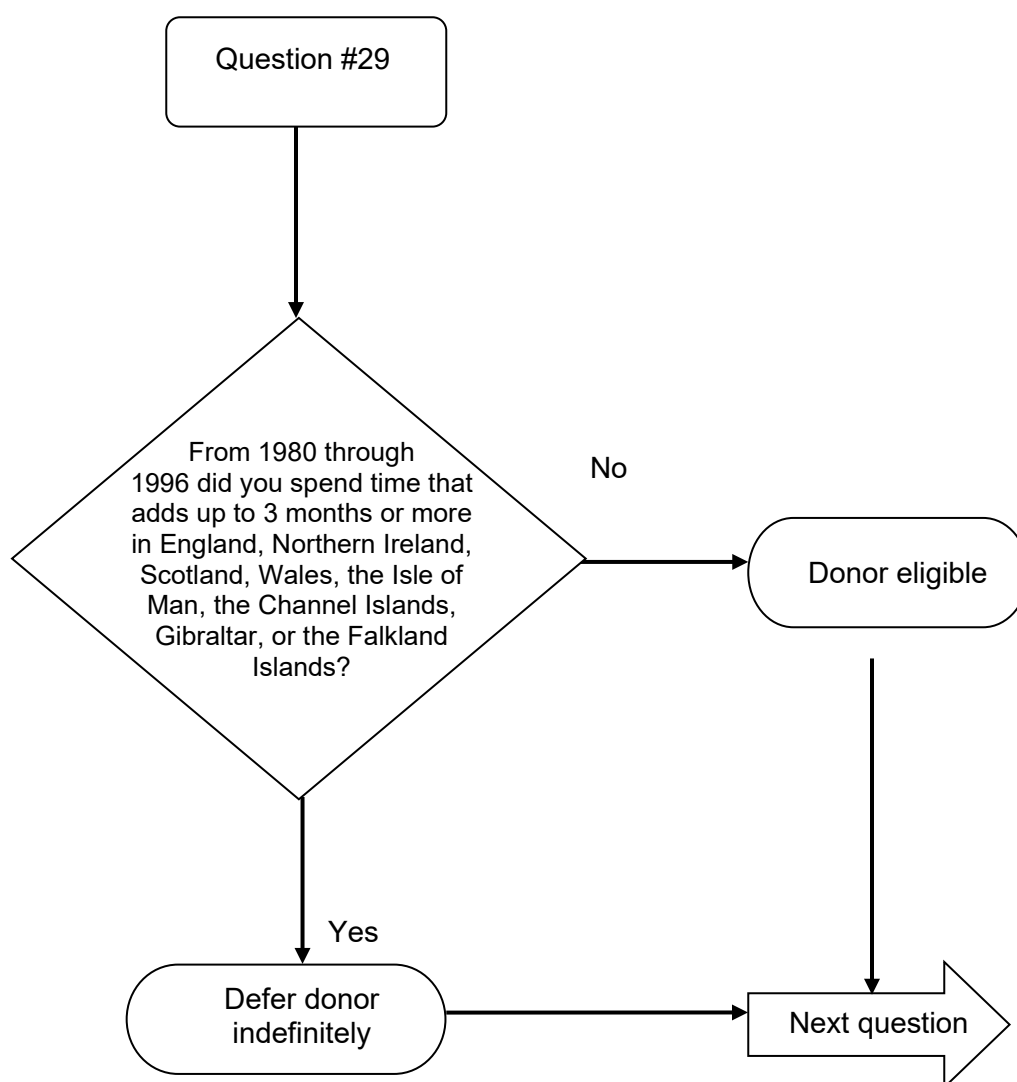 Question #29
From 1980 through
1996 did you spend time that
adds up to 3 months or more
in England, Northern Ireland,
Scotland, Wales, the Isle of
Man, the Channel Islands,
Gibraltar, or the Falkland
Islands?
No
Donor eligible
Yes
Defer donor
indefinitely
Next question